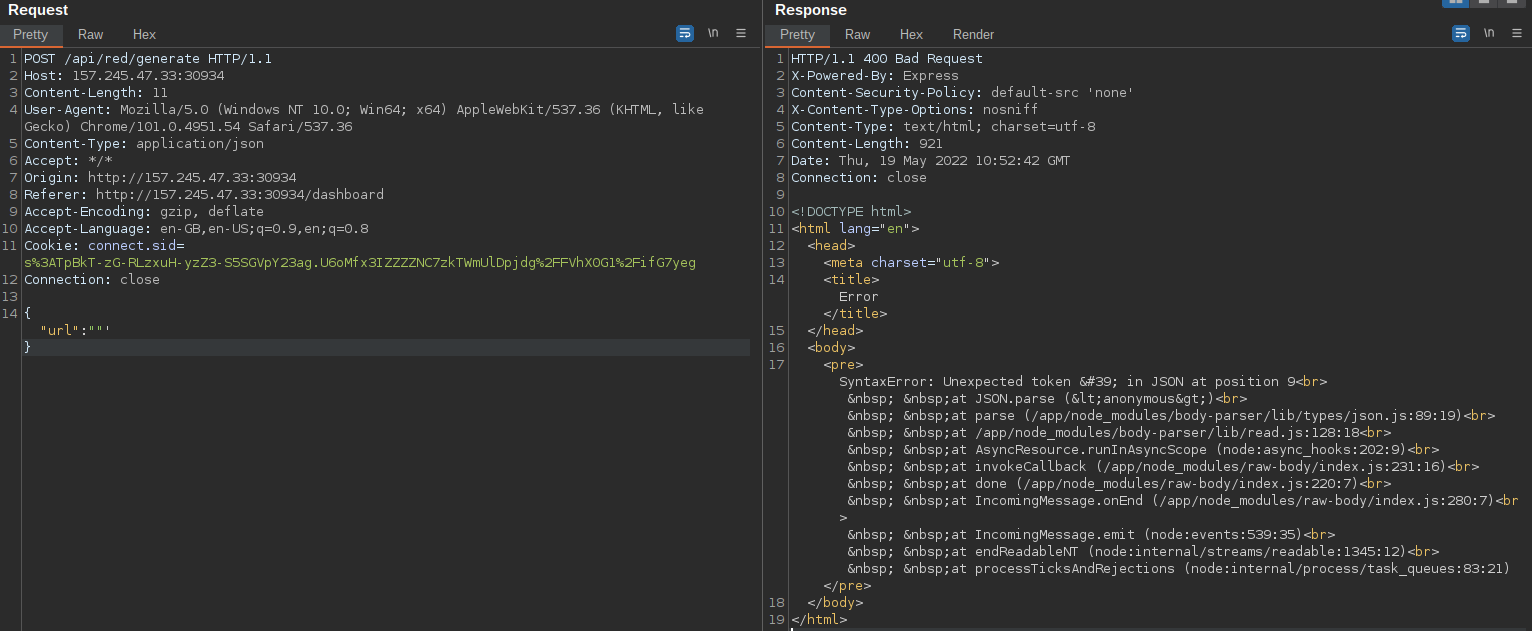 Request
Pretty Raw Hex \n
1 POST /api/red/generate HTTP/1.1
2 Host: 157.245.47.33:30934
3 Content-Length: 11
4 User-Agent: Mozilla/5.0 (Windows NT 10.0; Win64; x64) AppleWebKit/537.36 (KHTML, like
Gecko) Chrome/101.0.4951.54 Safari/537.36
5 Content-Type: application/json
6 Accept: */*
7 Origin: http://157.245.47.33:30934
8 Referer: http://157.245.47.33:30934/dashboard
9 Accept-Encoding: gzip, deflate
10 Accept-Language: en-GB,en-US;q=0.9,en;q=0.8
11 Cookie: connect.sid=
s%3ATpBkT-zG-RLzxuH-yzZ3-S5SGVpY23ag.U6oMfx3IZZZZNC7zkTWmUlDpjdg%2FFVhX0G1%2FifG7yeg
12 Connection: close
13
14 {
"url":""'
}
Response
Pretty Raw Hex Render \n
1 HTTP/1.1 400 Bad Request
2 X-Powered-By: Express
3 Content-Security-Policy: default-src 'none'
4 X-Content-Type-Options: nosniff
5 Content-Type: text/html; charset=utf-8
6 Content-Length: 921
7 Date: Thu, 19 May 2022 10:52:42 GMT
8 Connection: close
9
10 <!DOCTYPE html>
11 <html lang="en">
12 <head>
13 <meta charset="utf-8">
14 <title>
Error
</title>
15 </head>
16 <body>
17 <pre>
SyntaxError: Unexpected token &#39; in JSON at position 9<br>
&nbsp; &nbsp;at JSON.parse (&lt;anonymous&gt;)<br>
&nbsp; &nbsp;at parse (/app/node_modules/body-parser/lib/types/json.js:89:19)<br>
&nbsp; &nbsp;at /app/node_modules/body-parser/lib/read.js:128:18<br>
&nbsp; &nbsp;at AsyncResource.runInAsyncScope (node:async_hooks:202:9)<br>
&nbsp; &nbsp;at invokeCallback (/app/node_modules/raw-body/index.js:231:16)<br>
&nbsp; &nbsp;at done (/app/node_modules/raw-body/index.js:220:7)<br>
&nbsp; &nbsp;at IncomingMessage.onEnd (/app/node_modules/raw-body/index.js:280:7)<br
>
&nbsp; &nbsp;at IncomingMessage.emit (node:events:539:35)<br>
&nbsp; &nbsp;at endReadableNT (node:internal/streams/readable:1345:12)<br>
&nbsp; &nbsp;at processTicksAndRejections (node:internal/process/task_queues:83:21)
</pre>
18 </body>
19 </html>